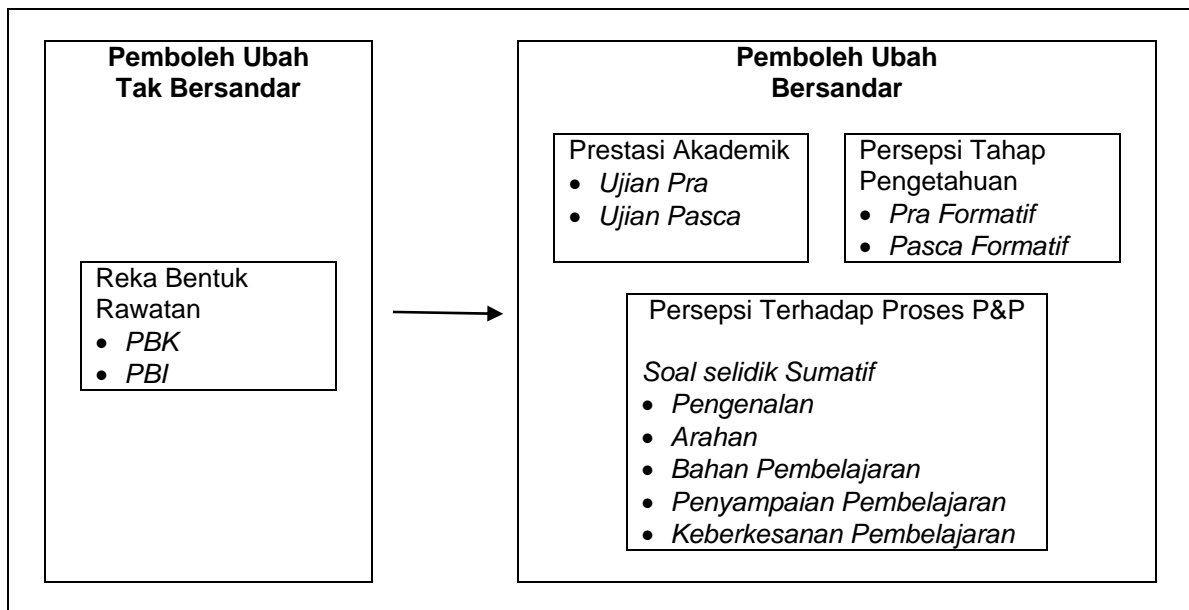 Pemboleh Ubah
Tak Bersandar
Reka Bentuk
Rawatan
• PBK
• PBI
Pemboleh Ubah
Bersandar
Prestasi Akademik
• Ujian Pra
• Ujian Pasca
Persepsi Tahap
Pengetahuan
• Pra Formatif
• Pasca Formatif
Persepsi Terhadap Proses P&P
Soal selidik Sumatif
• Pengenalan
• Arahan
• Bahan Pembelajaran
• Penyampaian Pembelajaran
• Keberkesanan Pembelajaran